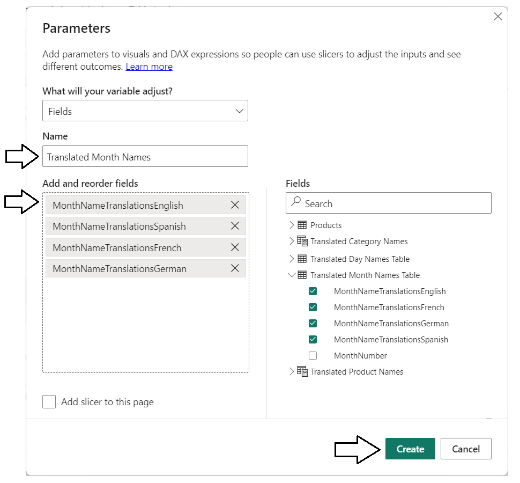 Parameters
Add parameters to visuals and DAX expressions so people can use slicers to adjust the inputs and see
different outcomes. Learn more
What will your variable adjust?
Fields
Name
Translated Month Names
Add and reorder fields
MonthNameTranslationsEnglish
MonthNameTranslationsSpanish
MonthNameTranslationsFrench
MonthNameTranslationsGerman
Add slicer to this page
Fields
Search
Products
Translated Category Names
Translated Day Names Table
Translated Month Names Table
MonthNameTranslationsEnglish
MonthNameTranslationsFrench
MonthNameTranslationsGerman
MonthNameTranslationsSpanish
MonthNumber
Translated Product Names
Create
Cancel